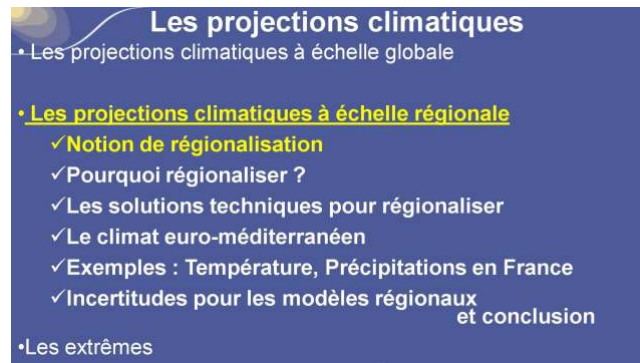 Les projections climatiques
• Les projections climatiques à échelle globale
• Les projections climatiques à échelle régionale
✓Notion de régionalisation
✓Pourquoi régionaliser ?
✓Les solutions techniques pour régionaliser
✓Le climat euro-méditerranéen
✓Exemples : Température, Précipitations en France
✓Incertitudes pour les modèles régionaux
et conclusion
•Les extrêmes